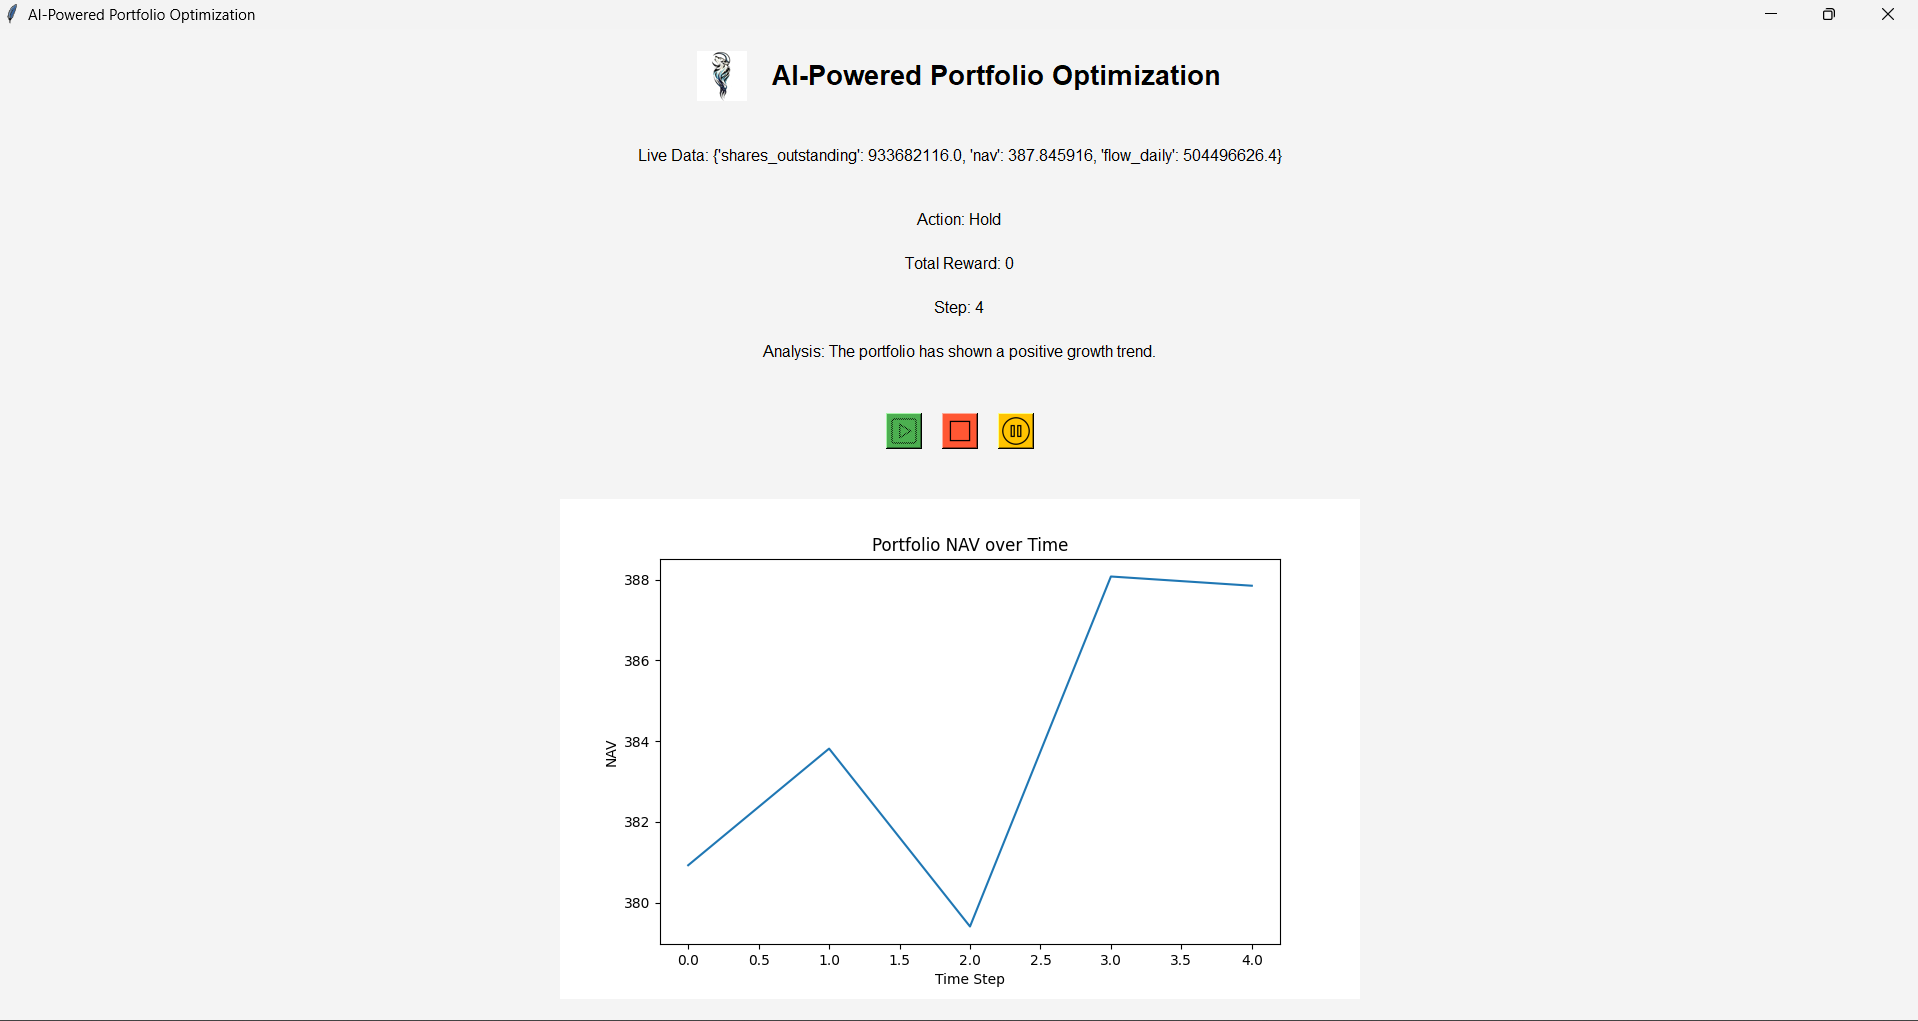 AI-Powered Portfolio Optimization
AI-Powered Portfolio Optimization
Live Data: {'shares_outstanding': 933682116.0, 'nav': 387.845916, 'flow_daily': 504496626.4}
Action: Hold
Total Reward: 0
Step: 4
Analysis: The portfolio has shown a positive growth trend.
Portfolio NAV over Time
388
386
384
382
380
NAV
0.0 0.5 1.0 1.5 2.0 2.5 3.0 3.5 4.0
Time Step